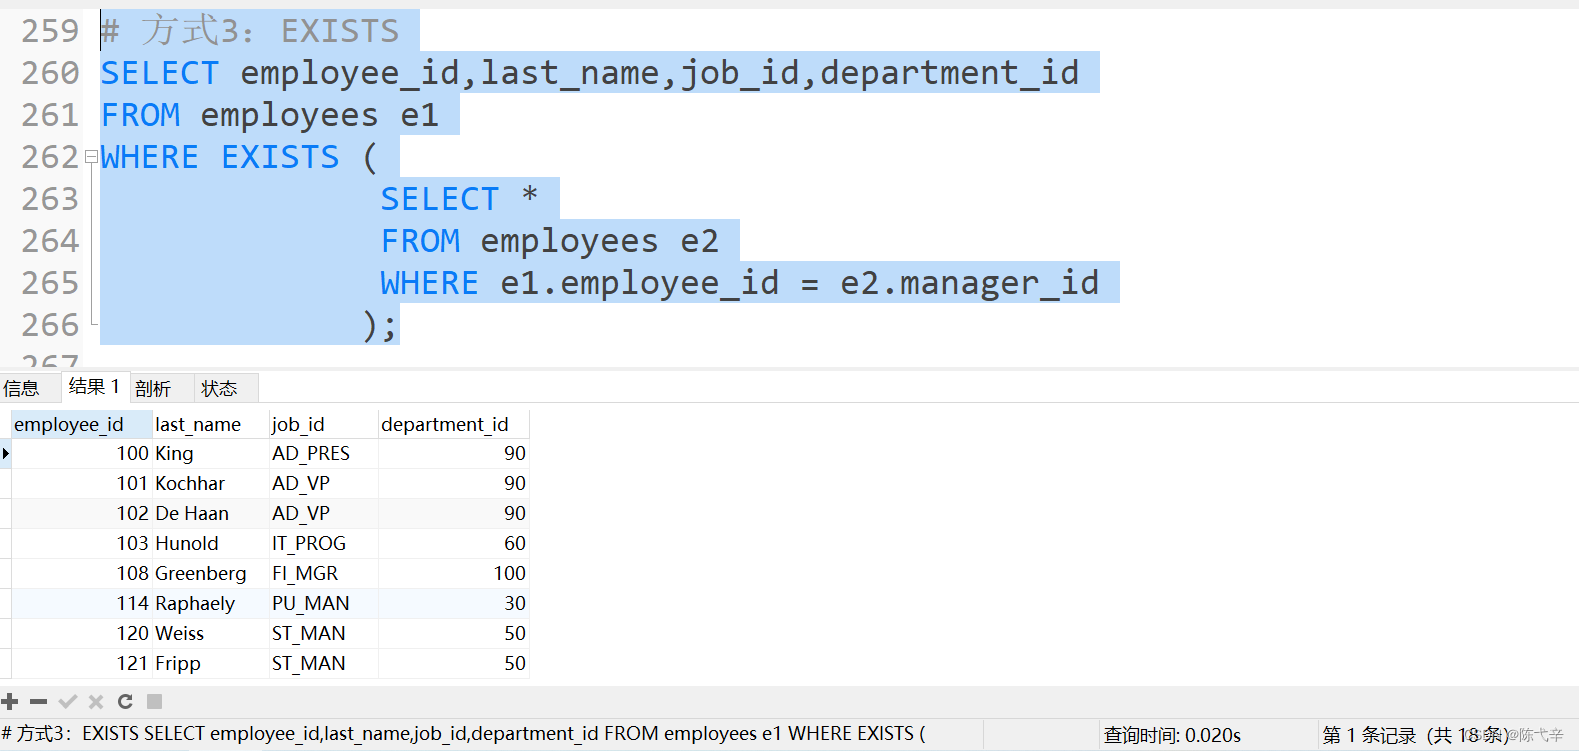 259 # 方式3：EXISTS
260 SELECT employee_id,last_name,job_id,department_id
261 FROM employees e1
262 WHERE EXISTS (
263 SELECT *
264 FROM employees e2
265 WHERE e1.employee_id = e2.manager_id
266 );
267
信息 结果 1 剖析 状态
employee_id last_name job_id department_id
100 King AD_PRES 90
101 Kochhar AD_VP 90
102 De Haan AD_VP 90
103 Hunold IT_PROG 60
108 Greenberg FI_MGR 100
114 Raphaely PU_MAN 30
120 Weiss ST_MAN 50
121 Fripp ST_MAN 50
# 方式3：EXISTS SELECT employee_id,last_name,job_id,department_id FROM employees e1 WHERE EXISTS ( 查询时间: 0.020s 第 1 条记录（共 18 条）
CSDN @陈弋辛